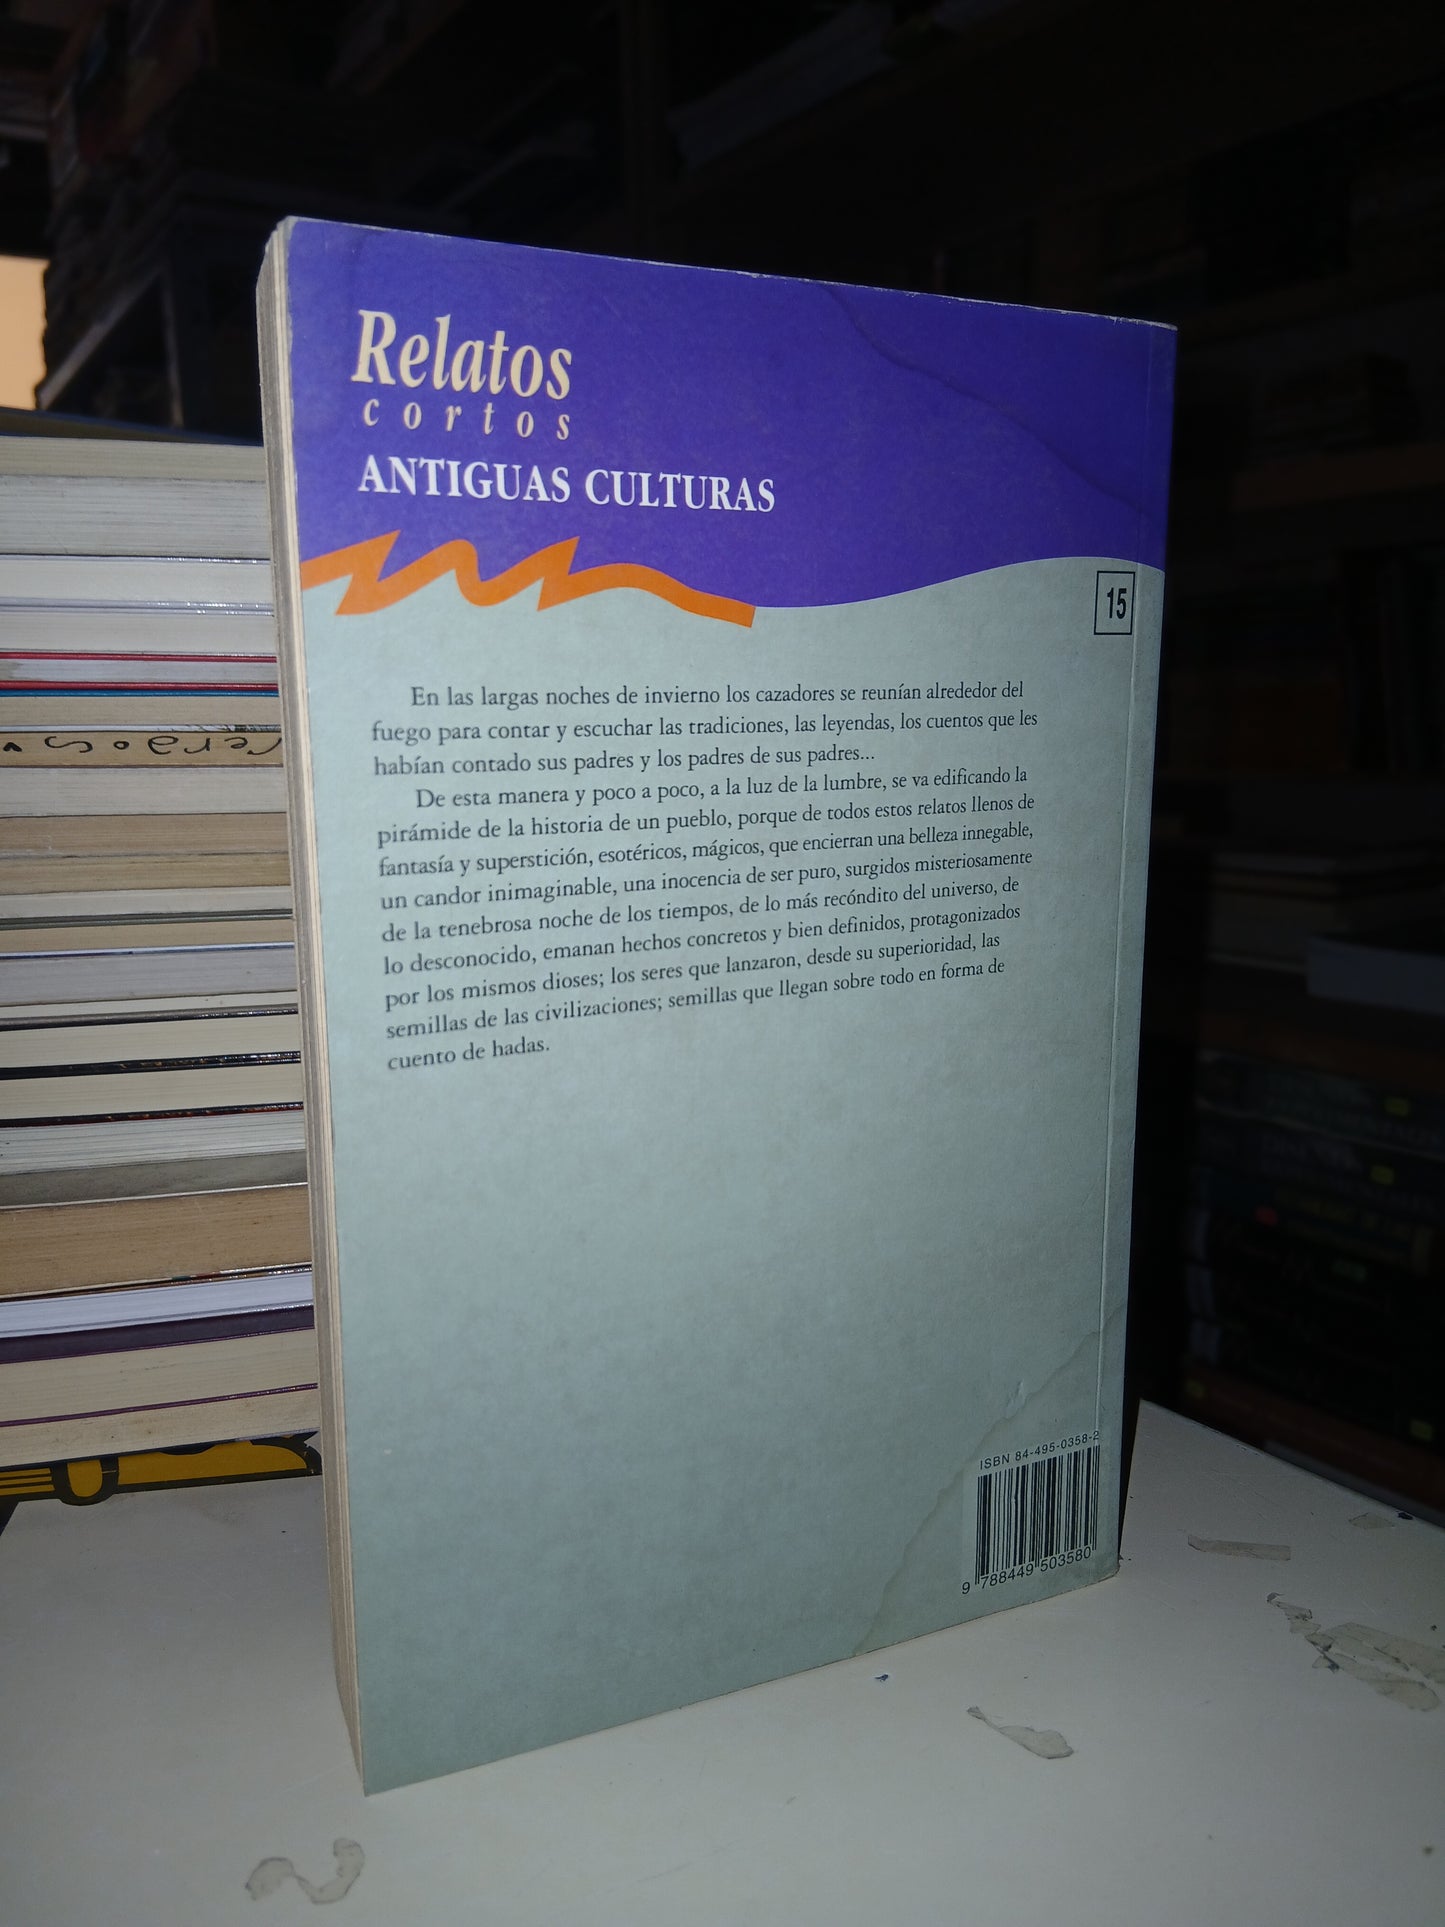 Relatos
cortos
ANTIGUAS CULTURAS
15
En las largas noches de invierno los cazadores se reunían alrededor del
fuego para contar y escuchar las tradiciones, las leyendas, los cuentos que les
habían contado sus padres y los padres de sus padres...
De esta manera y poco a poco, a la luz de la lumbre, se va edificando la
pirámide de la historia de un pueblo, porque de todos estos relatos llenos de
fantasía y superstición, esotéricos, mágicos, que encierran una belleza innegable,
un candor inimaginable, una inocencia de ser puro, surgidos misteriosamente
de la tenebrosa noche de los tiempos, de lo más recóndito del universo, de
lo desconocido, emanan hechos concretos y bien definidos, protagonizados
por los mismos dioses; los seres que lanzaron, desde su superioridad, las
semillas de las civilizaciones; semillas que llegan sobre todo en forma de
cuento de hadas.
ISBN 84-495-0358-2
9 788449 503580